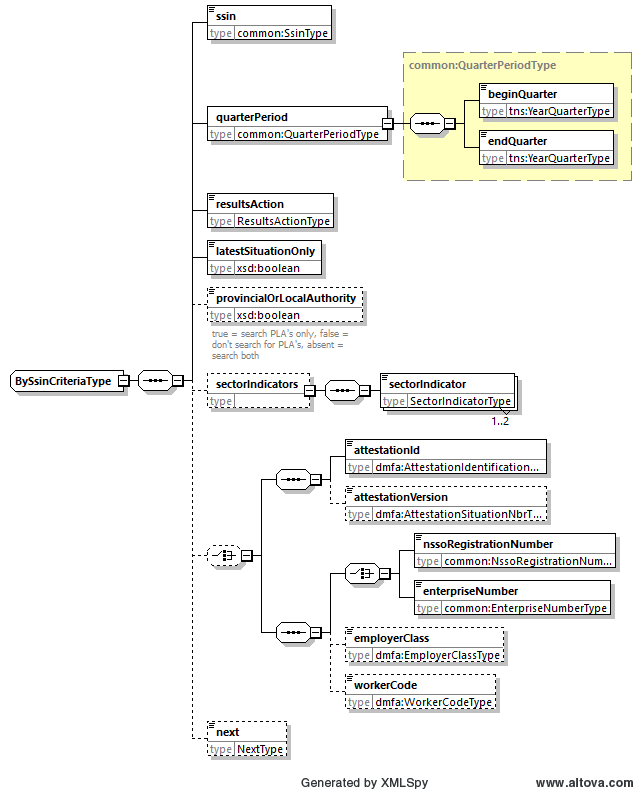 ssin
type common:SsinType
common:QuarterPeriodType
beginQuarter
type tns:YearQuarterType
quarterPeriod
type common:QuarterPeriodType
endQuarter
type tns:YearQuarterType
resultsAction
type ResultsActionType
latestSituationOnly
type xsd:boolean
provincialOrLocalAuthority
type xsd:boolean
true = search PLA's only, false =
don't search for PLA's, absent =
search both
BySsinCriteriaType
sectorIndicators
type
sectorIndicator
type SectorIndicatorType
1..2
attestationId
type dmfa:AttestationIdentification...
attestationVersion
type dmfa:AttestationSituationNbrT...
nssoRegistrationNumber
type common:NssoRegistrationNum...
enterpriseNumber
type common:EnterpriseNumberType
employerClass
type dmfa:EmployerClassType
workerCode
type dmfa:WorkerCodeType
next
type NextType
Generated by XMLSpy
www.altova.com